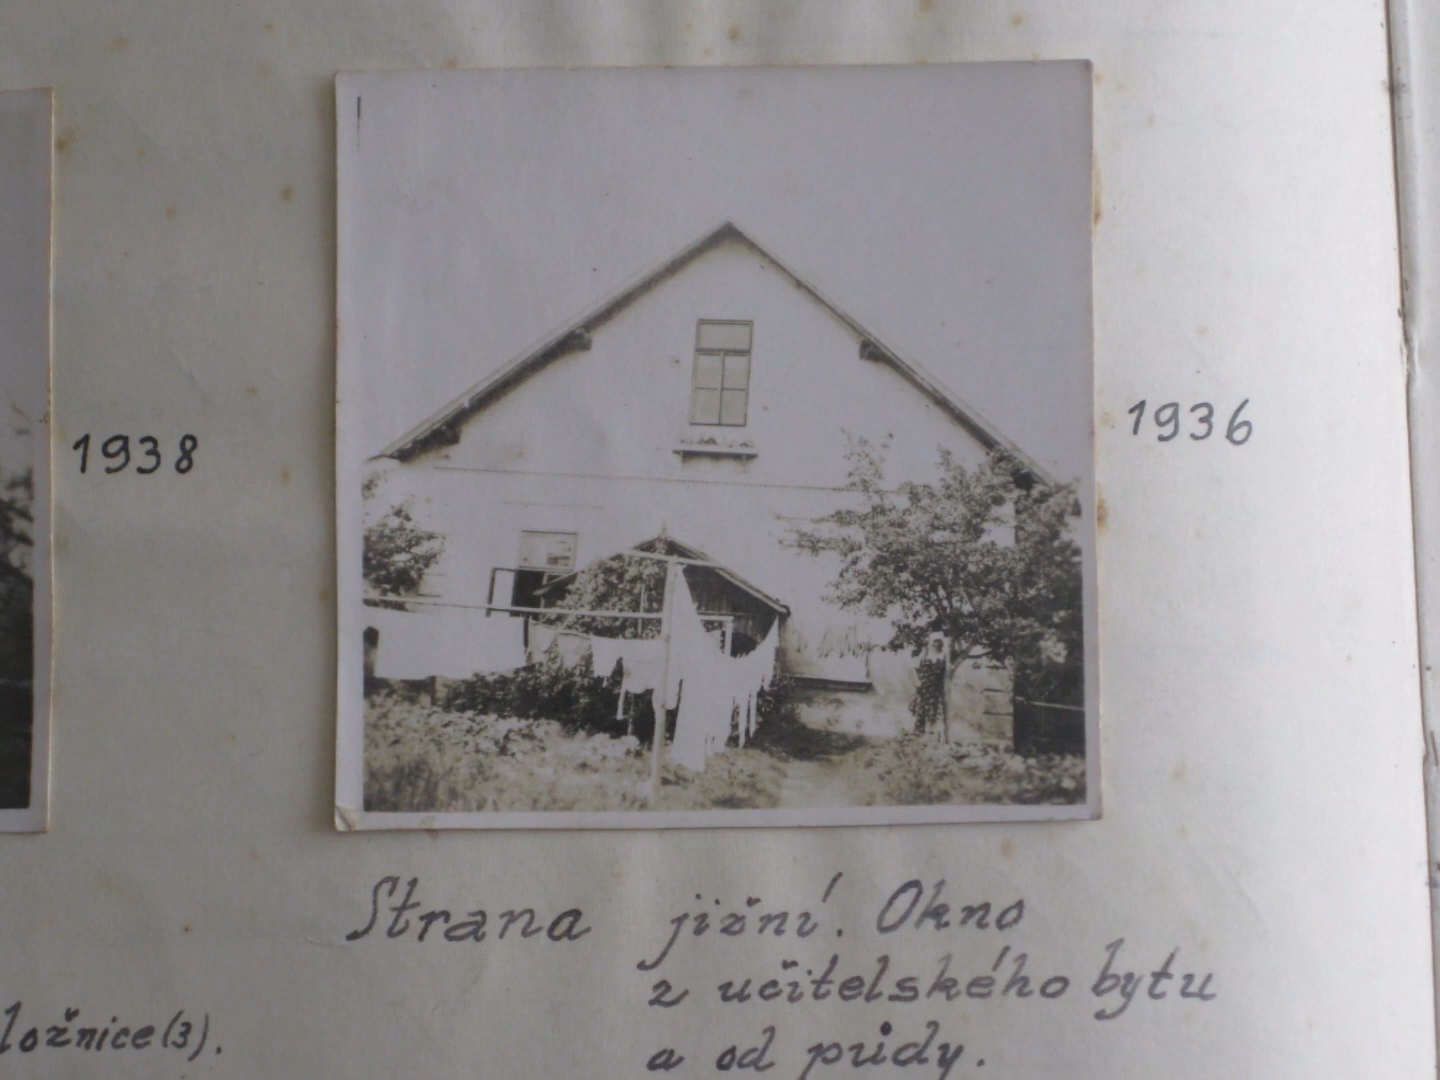 1938
1936
Strana jižní. Okno
z učitelského bytu
a od půdy.
ložnice (3).